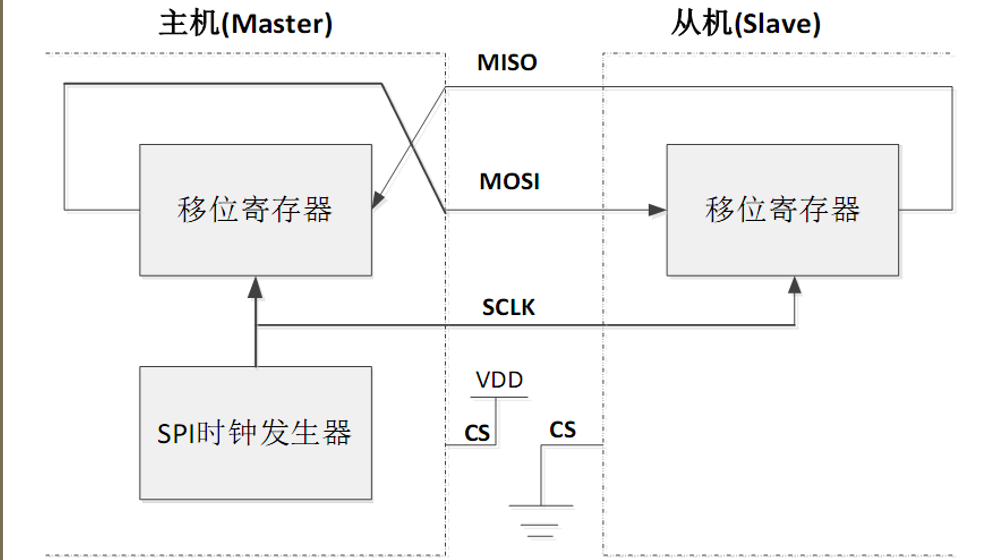 主机(Master)
从机(Slave)
MISO
MOSI
移位寄存器
移位寄存器
SCLK
VDD
SPI时钟发生器
CS
CS